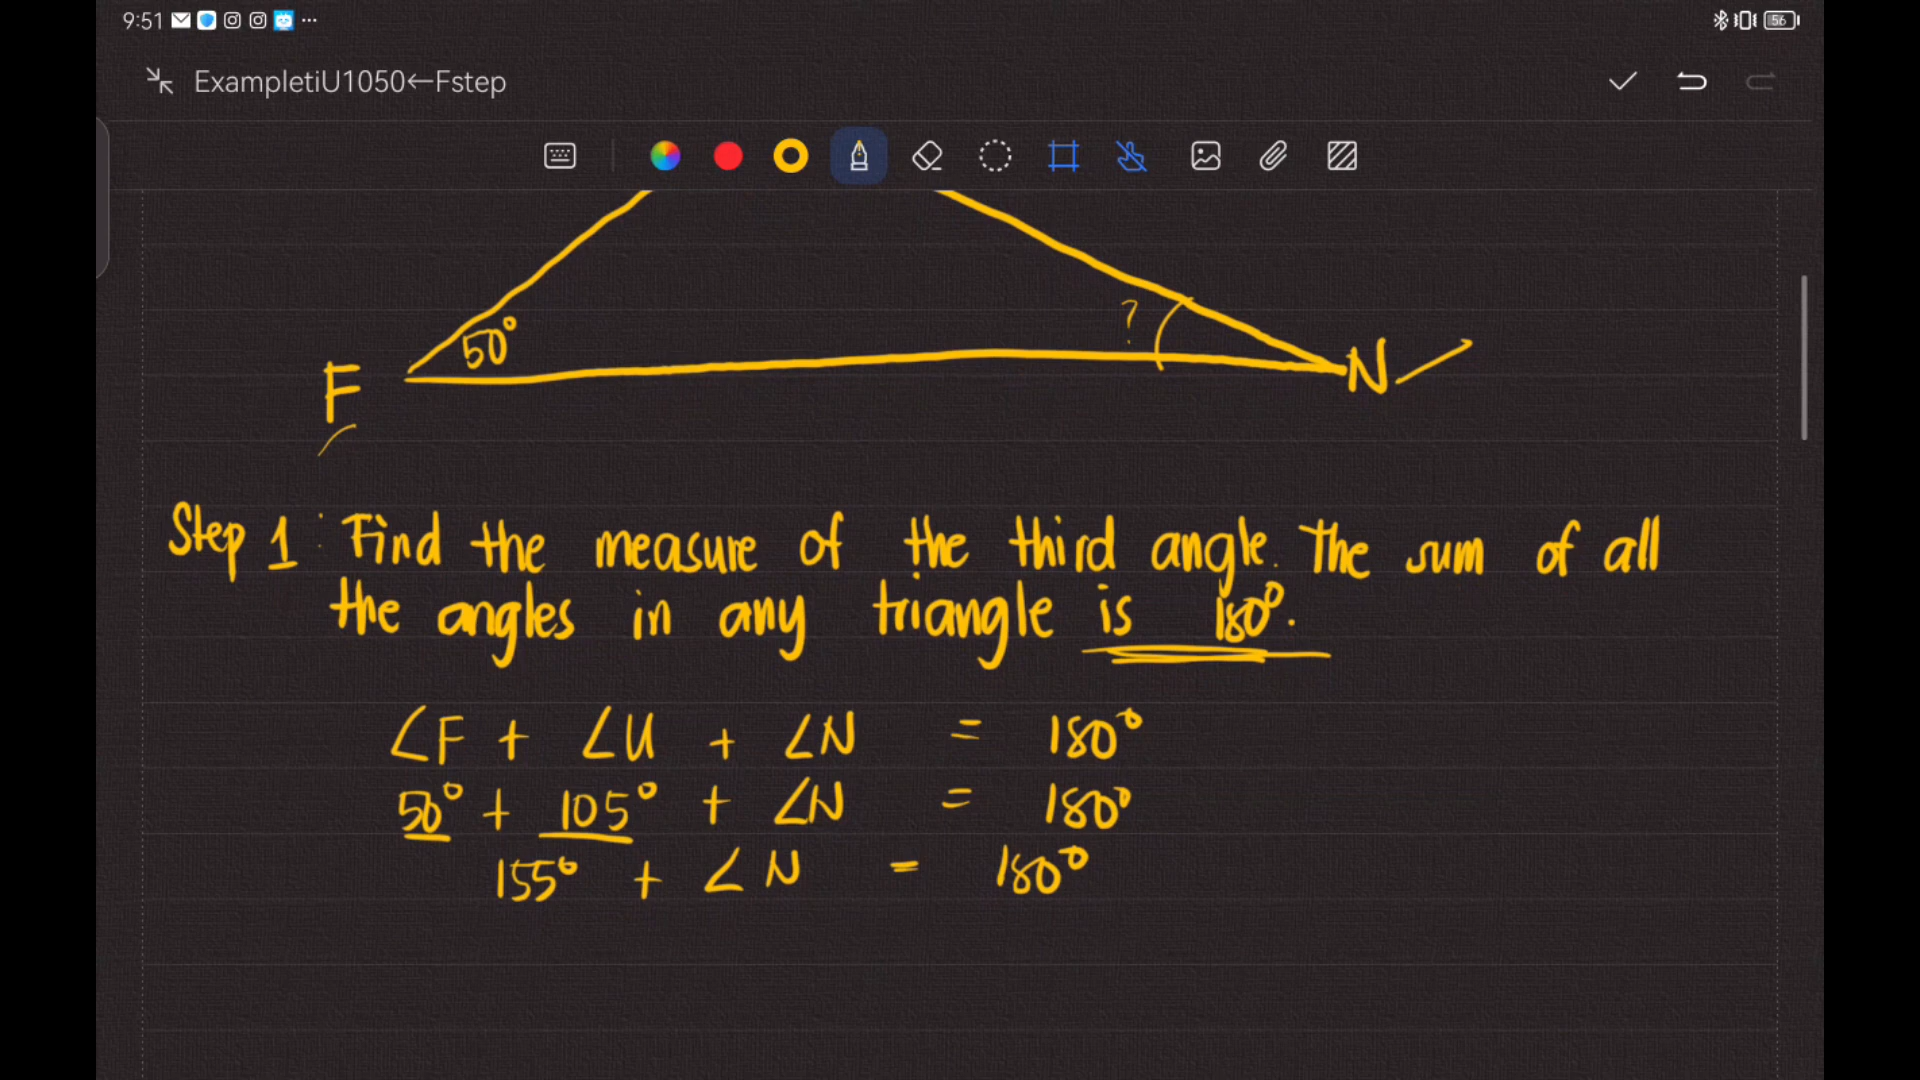 9:51
56
ExampletiU1050←Fstep
50°
?
F
N
Step 1: Find the measure of the third angle. The sum of all
the angles in any triangle is 180°.
∠F + ∠U + ∠N = 180°
50° + 105° + ∠N = 180°
155° + ∠N = 180°